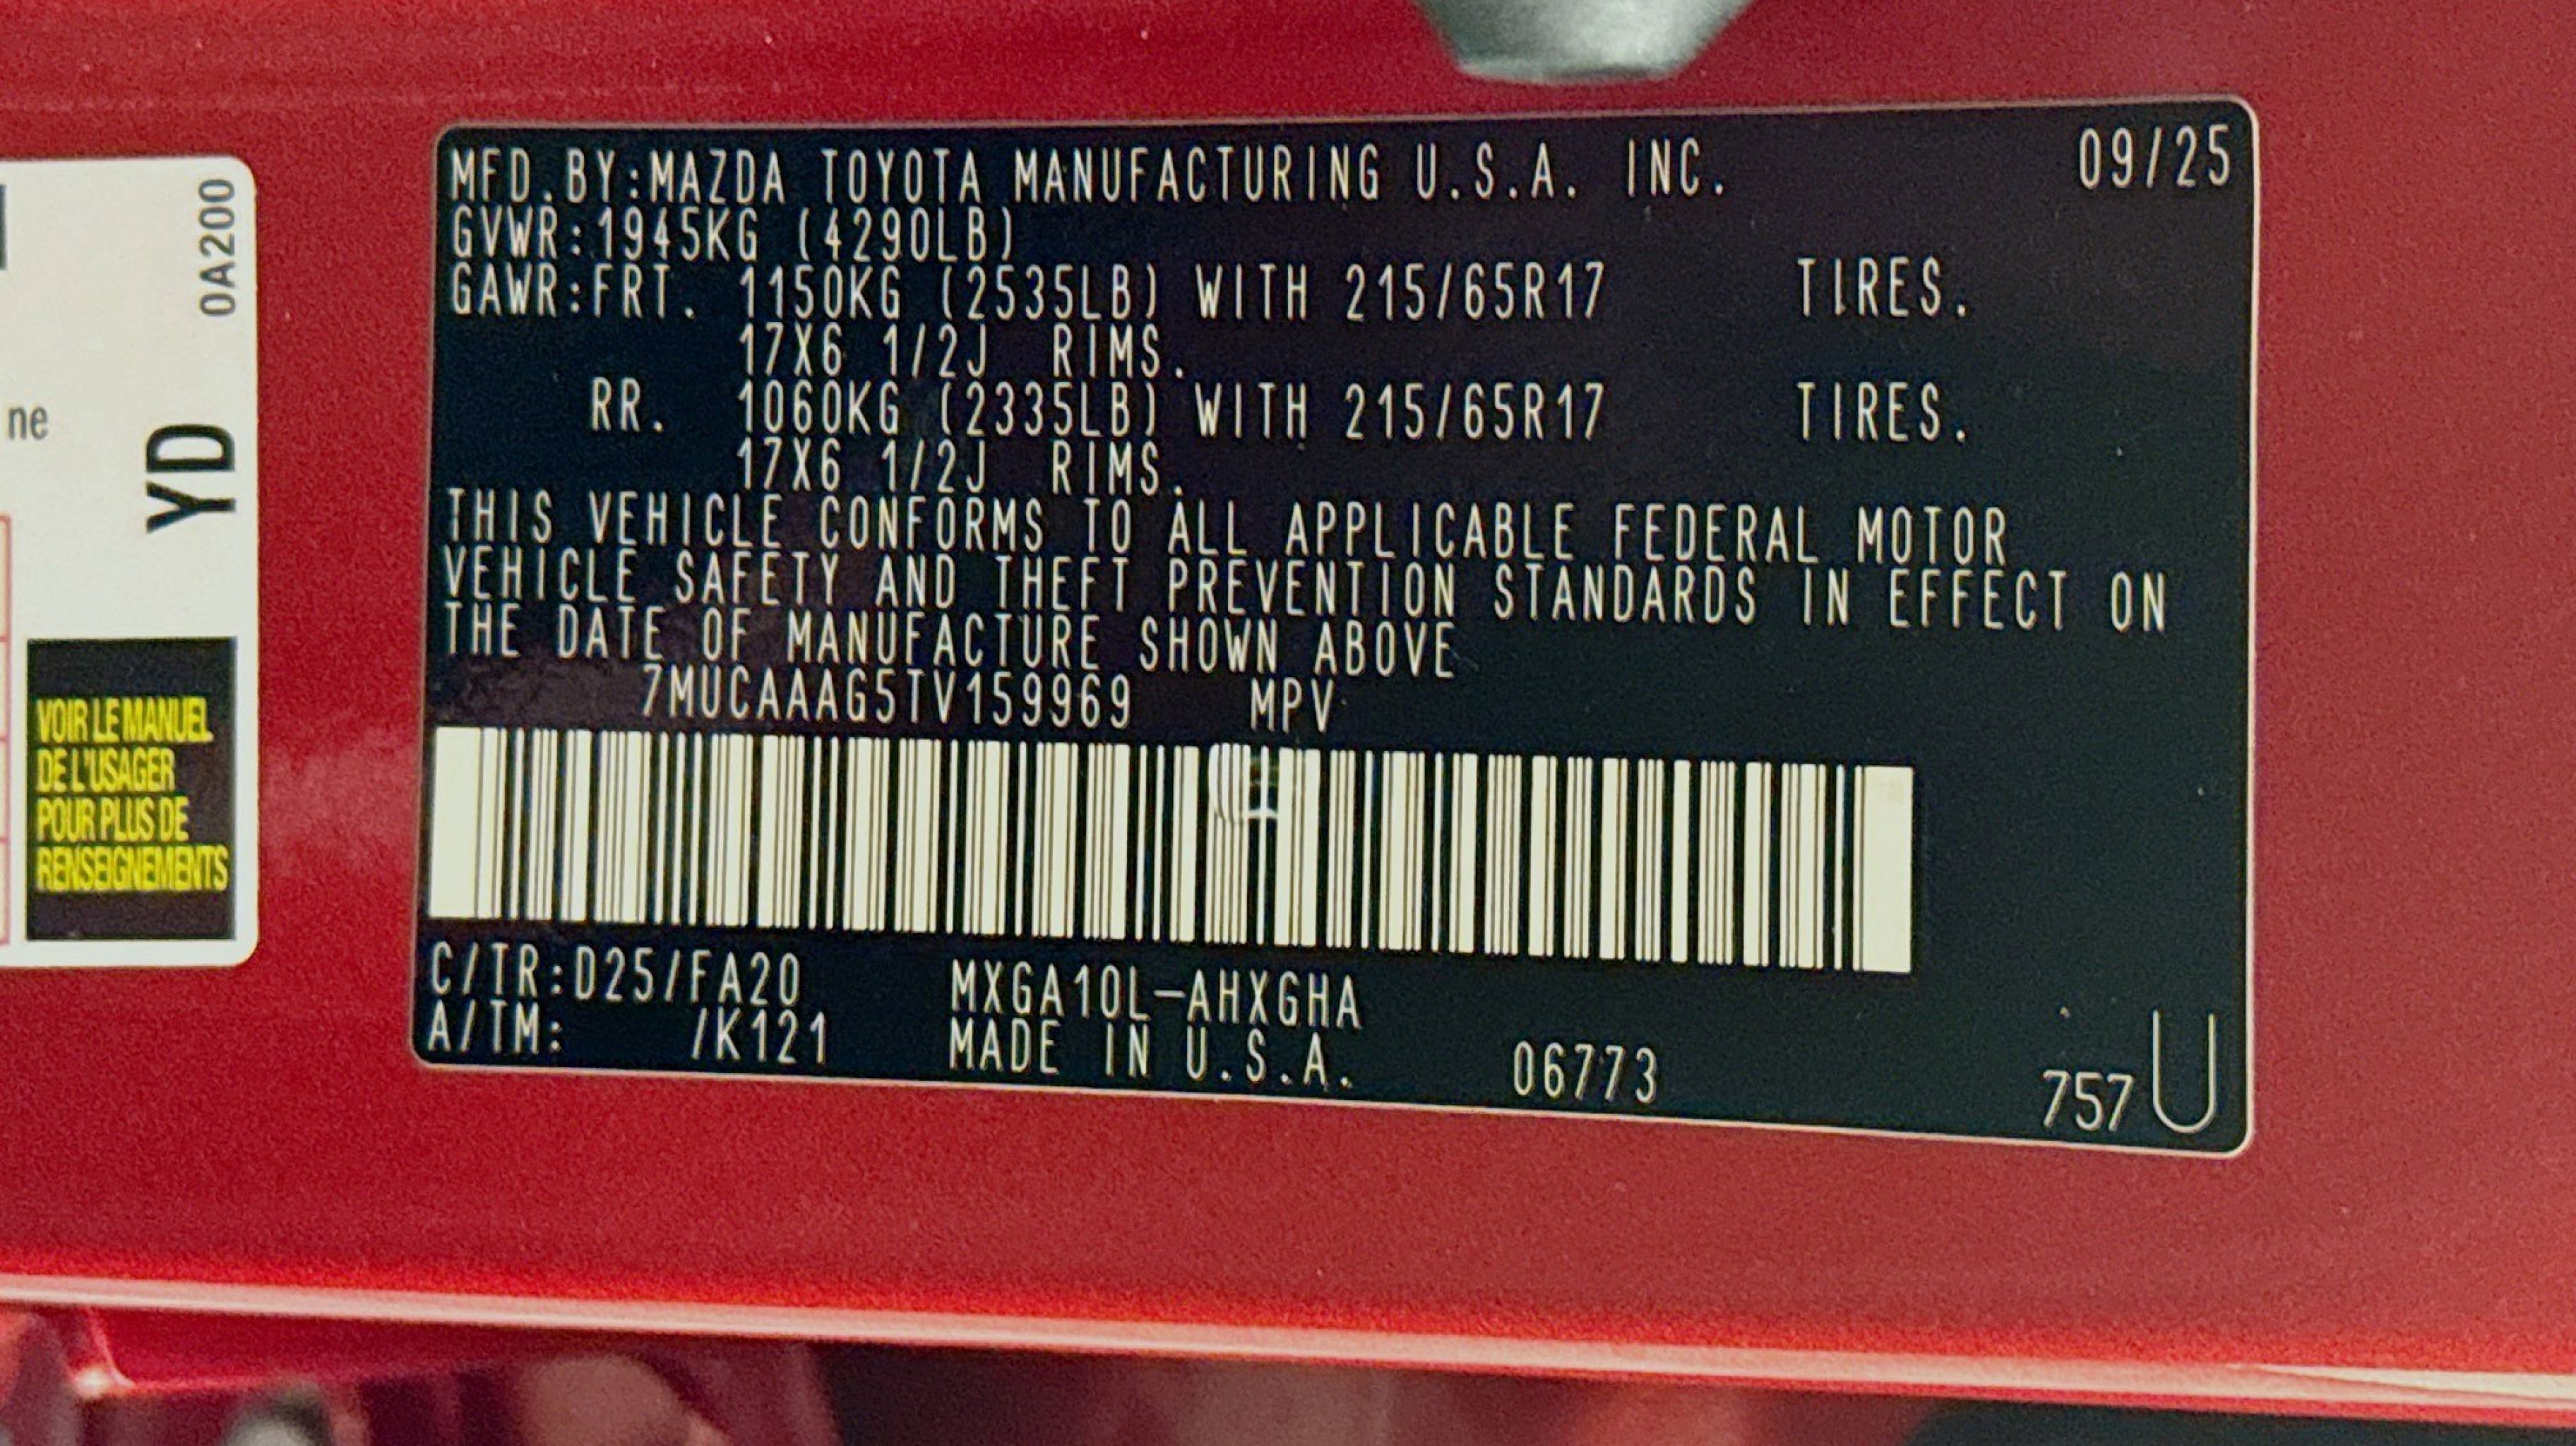 0A200
ne
YD
VOIR LE MANUEL
DE L'USAGER
POUR PLUS DE
RENSEIGNEMENTS
MFD.BY:MAZDA TOYOTA MANUFACTURING U.S.A. INC. 09/25
GVWR:1945KG (4290LB)
GAWR:FRT. 1150KG (2535LB) WITH 215/65R17 TIRES.
17X6 1/2J RIMS.
RR. 1060KG (2335LB) WITH 215/65R17 TIRES.
17X6 1/2J RIMS.
THIS VEHICLE CONFORMS TO ALL APPLICABLE FEDERAL MOTOR
VEHICLE SAFETY AND THEFT PREVENTION STANDARDS IN EFFECT ON
THE DATE OF MANUFACTURE SHOWN ABOVE
7MUCAAAG5TV159969 MPV
C/TR:D25/FA20 MXGA10L-AHXGHA
A/TM: /K121 MADE IN U.S.A. 06773
757 U